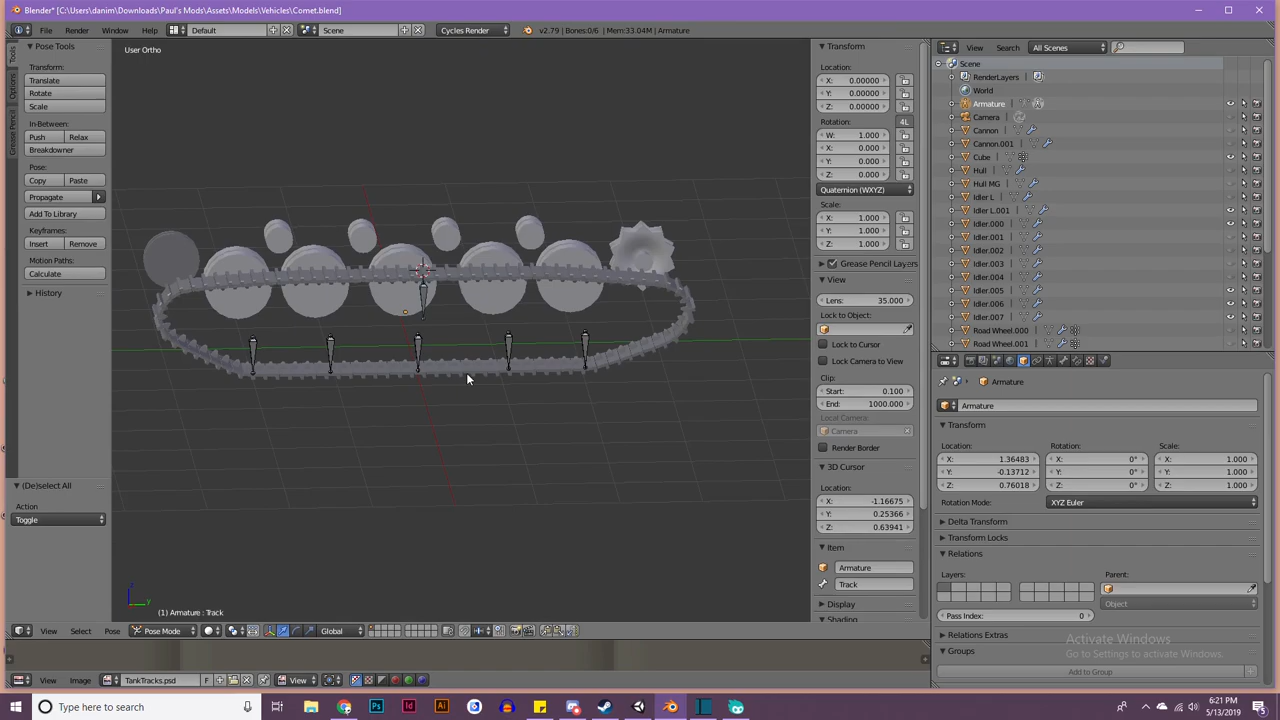 Blender* [C:\Users\danim\Downloads\Paul's Mods\Assets\Models\Vehicles\Comet.blend]
File Render Window Help Default Scene Cycles Render v2.79 | Bones:0/6 | Mem:33.04M | Armature
Tools
Options
Grease Pencil
Pose Tools
Transform:
Translate
Rotate
Scale
In-Between:
Push Relax
Breakdowner
Pose:
Copy Paste
Propagate
Add To Library
Keyframes:
Insert Remove
Motion Paths:
Calculate
History
(De)select All
Action
Toggle
User Ortho
z
y
(1) Armature : Track
View Select Pose Pose Mode Global
Transform
Location:
X: 0.00000
Y: 0.00000
Z: 0.00000
Rotation: 4L
W: 1.000
X: 0.000
Y: 0.000
Z: 0.000
Quaternion (WXYZ)
Scale:
X: 1.000
Y: 1.000
Z: 1.000
Grease Pencil Layers
View
Lens: 35.000
Lock to Object:
Lock to Cursor
Lock Camera to View
Clip:
Start: 0.100
End: 1000.000
Local Camera:
Camera
Render Border
3D Cursor
Location:
X: -1.16675
Y: 0.25366
Z: 0.63941
Item
Armature
Track
Display
Shading
View Search All Scenes
Scene
RenderLayers
World
Armature
Camera
Cannon
Cannon.001
Cube
Hull
Hull MG
Idler L
Idler L.001
Idler.000
Idler.001
Idler.002
Idler.003
Idler.004
Idler.005
Idler.006
Idler.007
Road Wheel.000
Road Wheel.001
Armature
Armature
Transform
Location: Rotation: Scale:
X: 1.36483 X: 0° X: 1.000
Y: -0.13712 Y: 0° Y: 1.000
Z: 0.76018 Z: 0° Z: 1.000
Rotation Mode: XYZ Euler
Delta Transform
Transform Locks
Relations
Layers: Parent:
Object
Pass Index: 0
Relations Extras
Groups
Add to Group
Activate Windows
Go to Settings to activate Windows.
View Image TankTracks.psd F View
Type here to search
Ps Id Ai
6:21 PM
5/13/2019